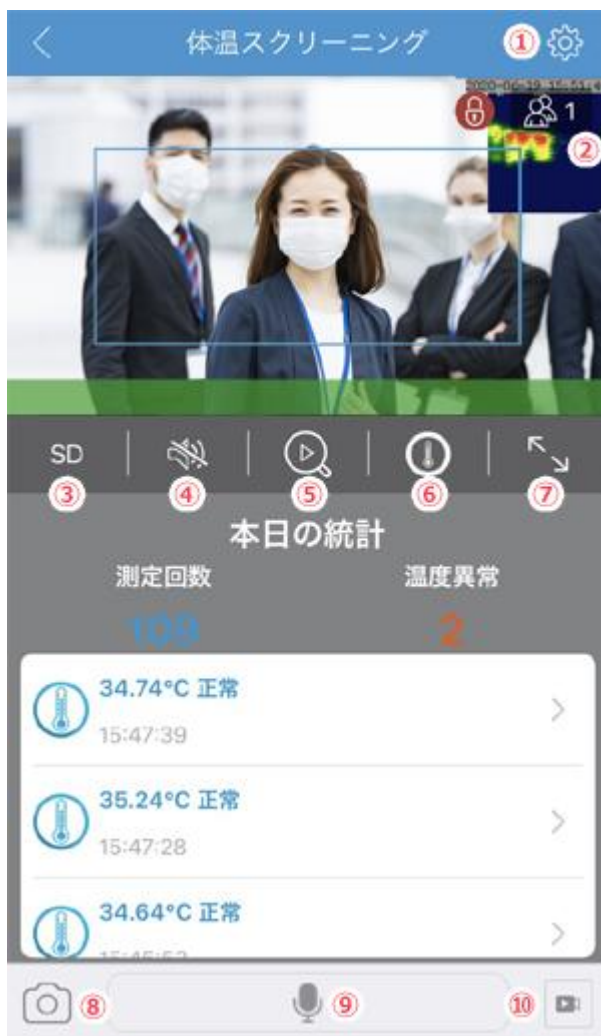 体温スクリーニング ①
1
②
SD
③ ④ ⑤ ⑥ ⑦
本日の統計
測定回数 温度異常
109 2
34.74°C 正常
15:47:39
35.24°C 正常
15:47:28
34.64°C 正常
⑧ ⑨ ⑩